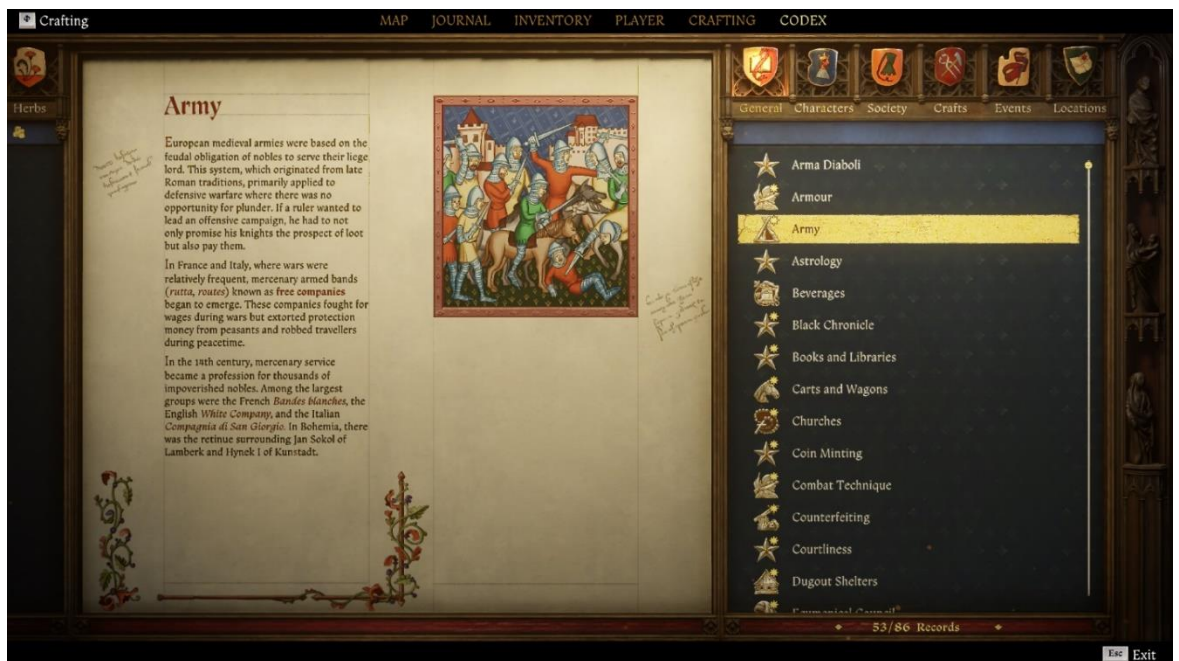 Crafting
MAP JOURNAL INVENTORY PLAYER CRAFTING CODEX
Herbs
Army
European medieval armies were based on the
feudal obligation of nobles to serve their liege
lord. This system, which originated from late
Roman traditions, primarily applied to
defensive warfare where there was no
opportunity for plunder. If a ruler wanted to
lead an offensive campaign, he had to not
only promise his knights the prospect of loot
but also pay them.
In France and Italy, where wars were
relatively frequent, mercenary armed bands
(rutta, routes) known as free companies
began to emerge. These companies fought for
wages during wars but extorted protection
money from peasants and robbed travellers
during peacetime.
In the 14th century, mercenary service
became a profession for thousands of
impoverished nobles. Among the largest
groups were the French Bandes blanches, the
English White Company, and the Italian
Compagnia di San Giorgio. In Bohemia, there
was the retinue surrounding Jan Sokol of
Lamberk and Hynek I of Kunstadt.
General Characters Society Crafts Events Locations
Arma Diaboli
Armour
Army
Astrology
Beverages
Black Chronicle
Books and Libraries
Carts and Wagons
Churches
Coin Minting
Combat Technique
Counterfeiting
Courtliness
Dugout Shelters
Ecumenical Council
53/86 Records
Esc Exit